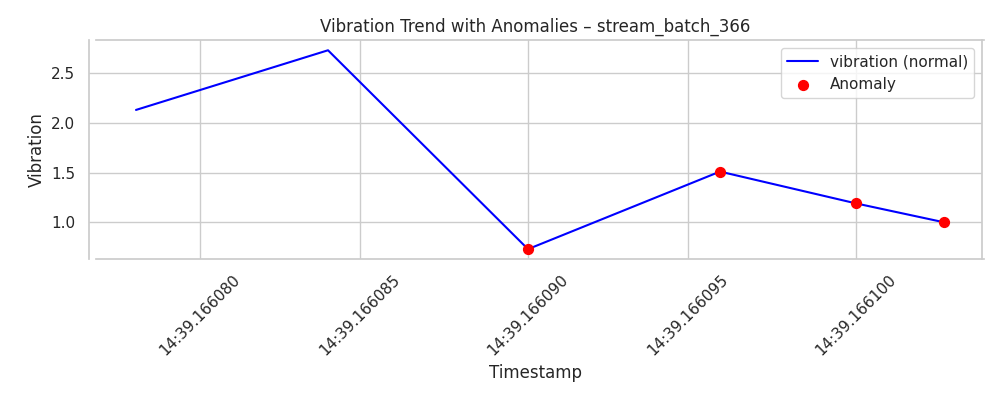 Vibration Trend with Anomalies – stream_batch_366
vibration (normal)
Anomaly
Vibration
2.5
2.0
1.5
1.0
14:39.166080
14:39.166085
14:39.166090
14:39.166095
14:39.166100
Timestamp